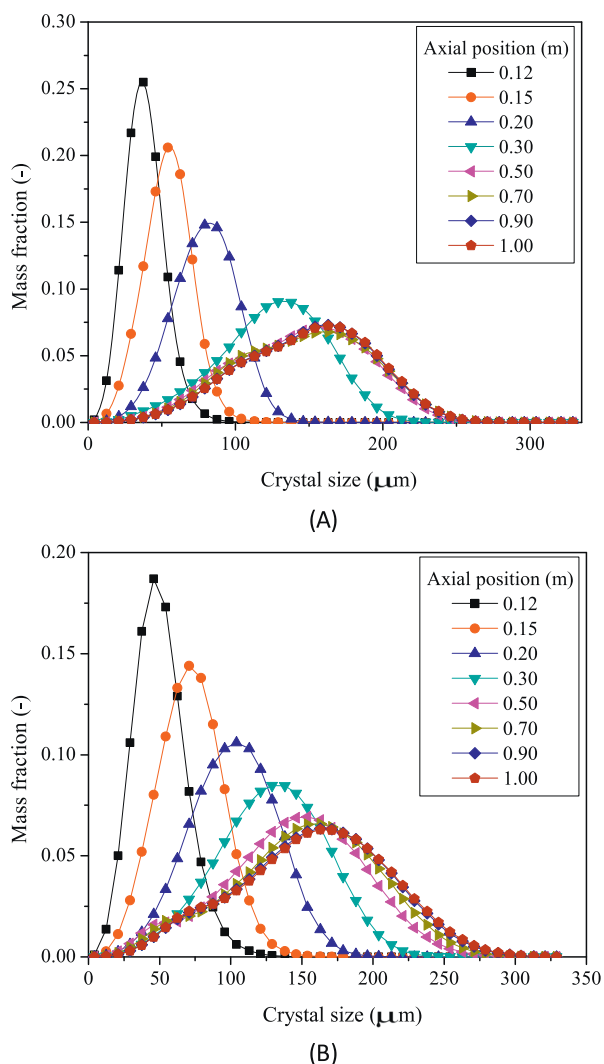 0.30
Axial position (m)
0.12
0.15
0.20
0.30
0.50
0.70
0.90
1.00
0.25
0.20
0.15
0.10
0.05
0.00
Mass fraction (-)
0 100 200 300
Crystal size (μm)
(A)
0.20
Axial position (m)
0.12
0.15
0.20
0.30
0.50
0.70
0.90
1.00
0.15
0.10
0.05
0.00
Mass fraction (-)
0 50 100 150 200 250 300 350
Crystal size (μm)
(B)